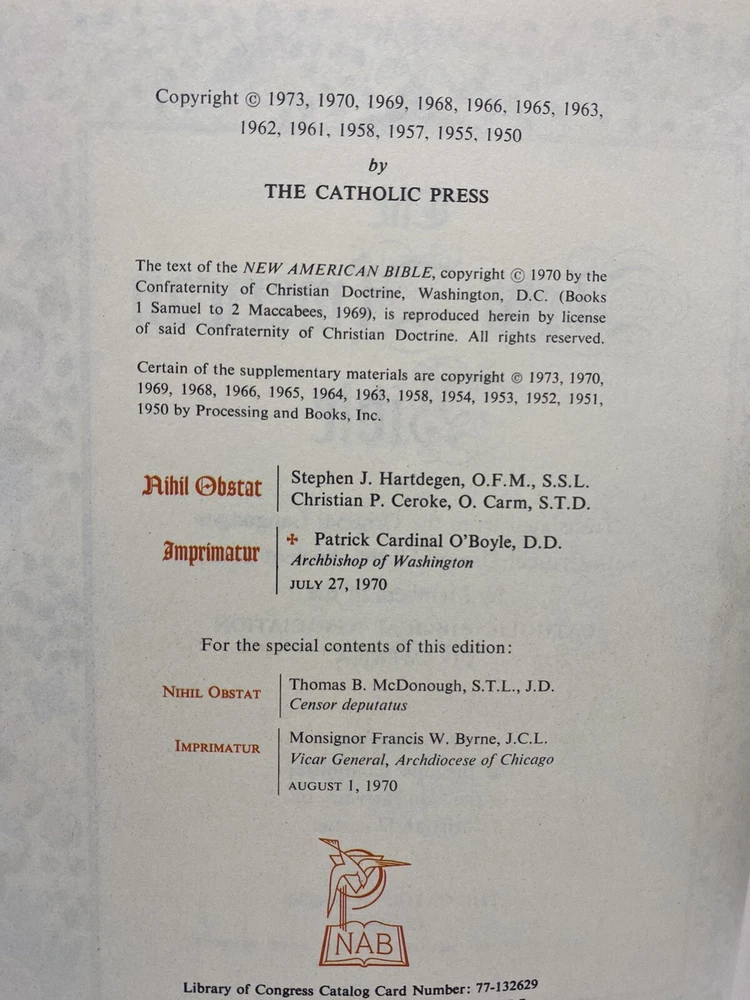 Copyright © 1973, 1970, 1969, 1968, 1966, 1965, 1963,
1962, 1961, 1958, 1957, 1955, 1950
by
THE CATHOLIC PRESS
The text of the NEW AMERICAN BIBLE, copyright © 1970 by the
Confraternity of Christian Doctrine, Washington, D.C. (Books
1 Samuel to 2 Maccabees, 1969), is reproduced herein by license
of said Confraternity of Christian Doctrine. All rights reserved.
Certain of the supplementary materials are copyright © 1973, 1970,
1969, 1968, 1966, 1965, 1964, 1963, 1958, 1954, 1953, 1952, 1951,
1950 by Processing and Books, Inc.
Nihil Obstat
Stephen J. Hartdegen, O.F.M., S.S.L.
Christian P. Ceroke, O. Carm, S.T.D.
Imprimatur
✠ Patrick Cardinal O'Boyle, D.D.
Archbishop of Washington
JULY 27, 1970
For the special contents of this edition:
NIHIL OBSTAT
Thomas B. McDonough, S.T.L., J.D.
Censor deputatus
IMPRIMATUR
Monsignor Francis W. Byrne, J.C.L.
Vicar General, Archdiocese of Chicago
AUGUST 1, 1970
NAB
Library of Congress Catalog Card Number: 77-132629